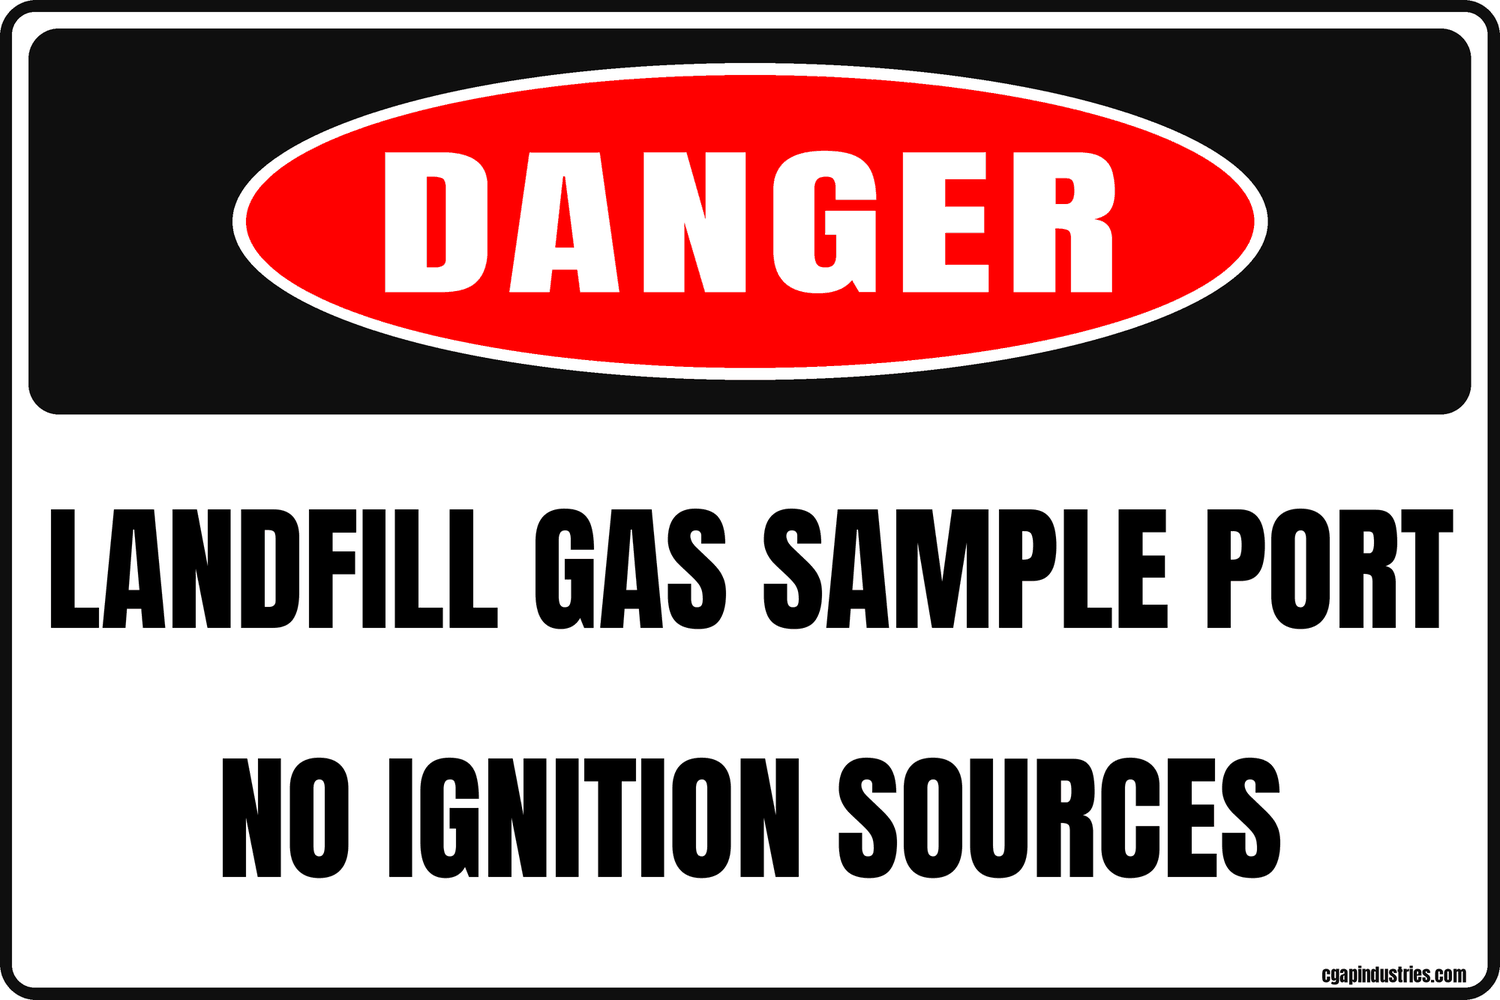 DANGER
LANDFILL GAS SAMPLE PORT
NO IGNITION SOURCES
cgapindustries.com